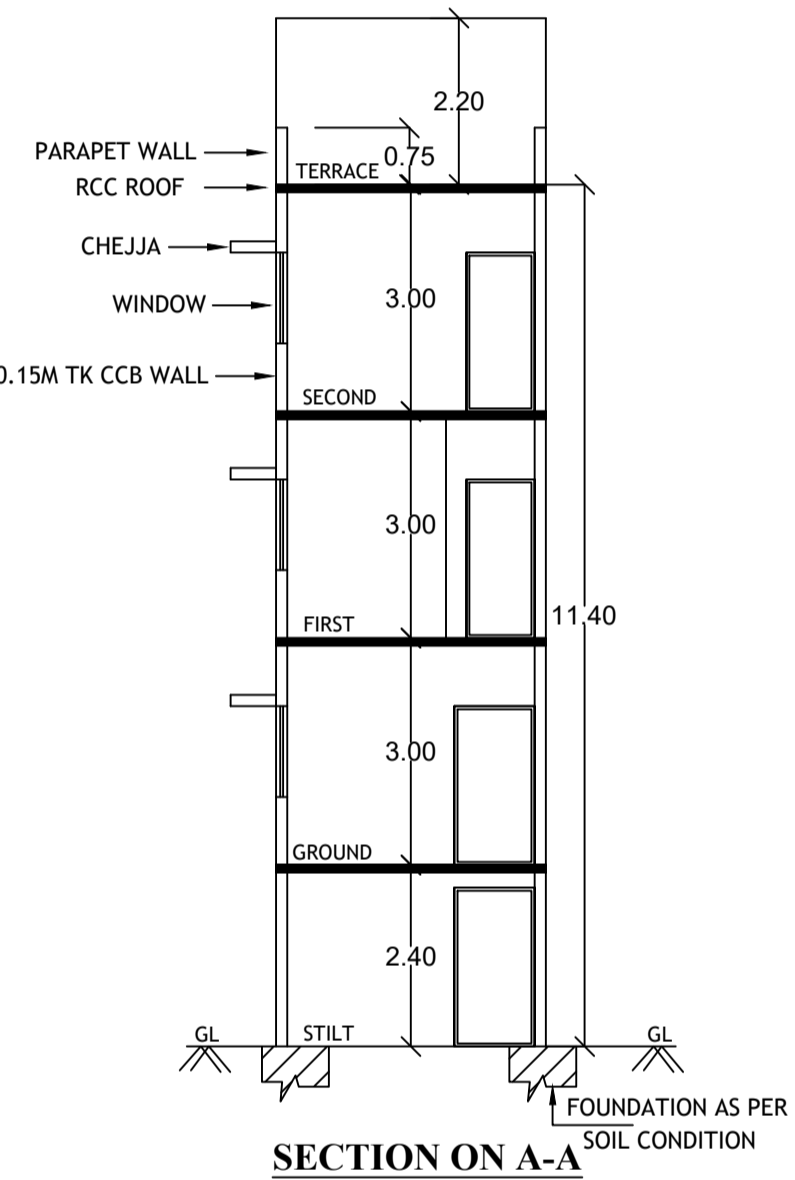 2.20
PARAPET WALL
0.75
TERRACE
RCC ROOF
CHEJJA
3.00
WINDOW
0.15M TK CCB WALL
SECOND
3.00
11.40
FIRST
3.00
GROUND
2.40
GL
STILT
GL
FOUNDATION AS PER
SOIL CONDITION
SECTION ON A-A